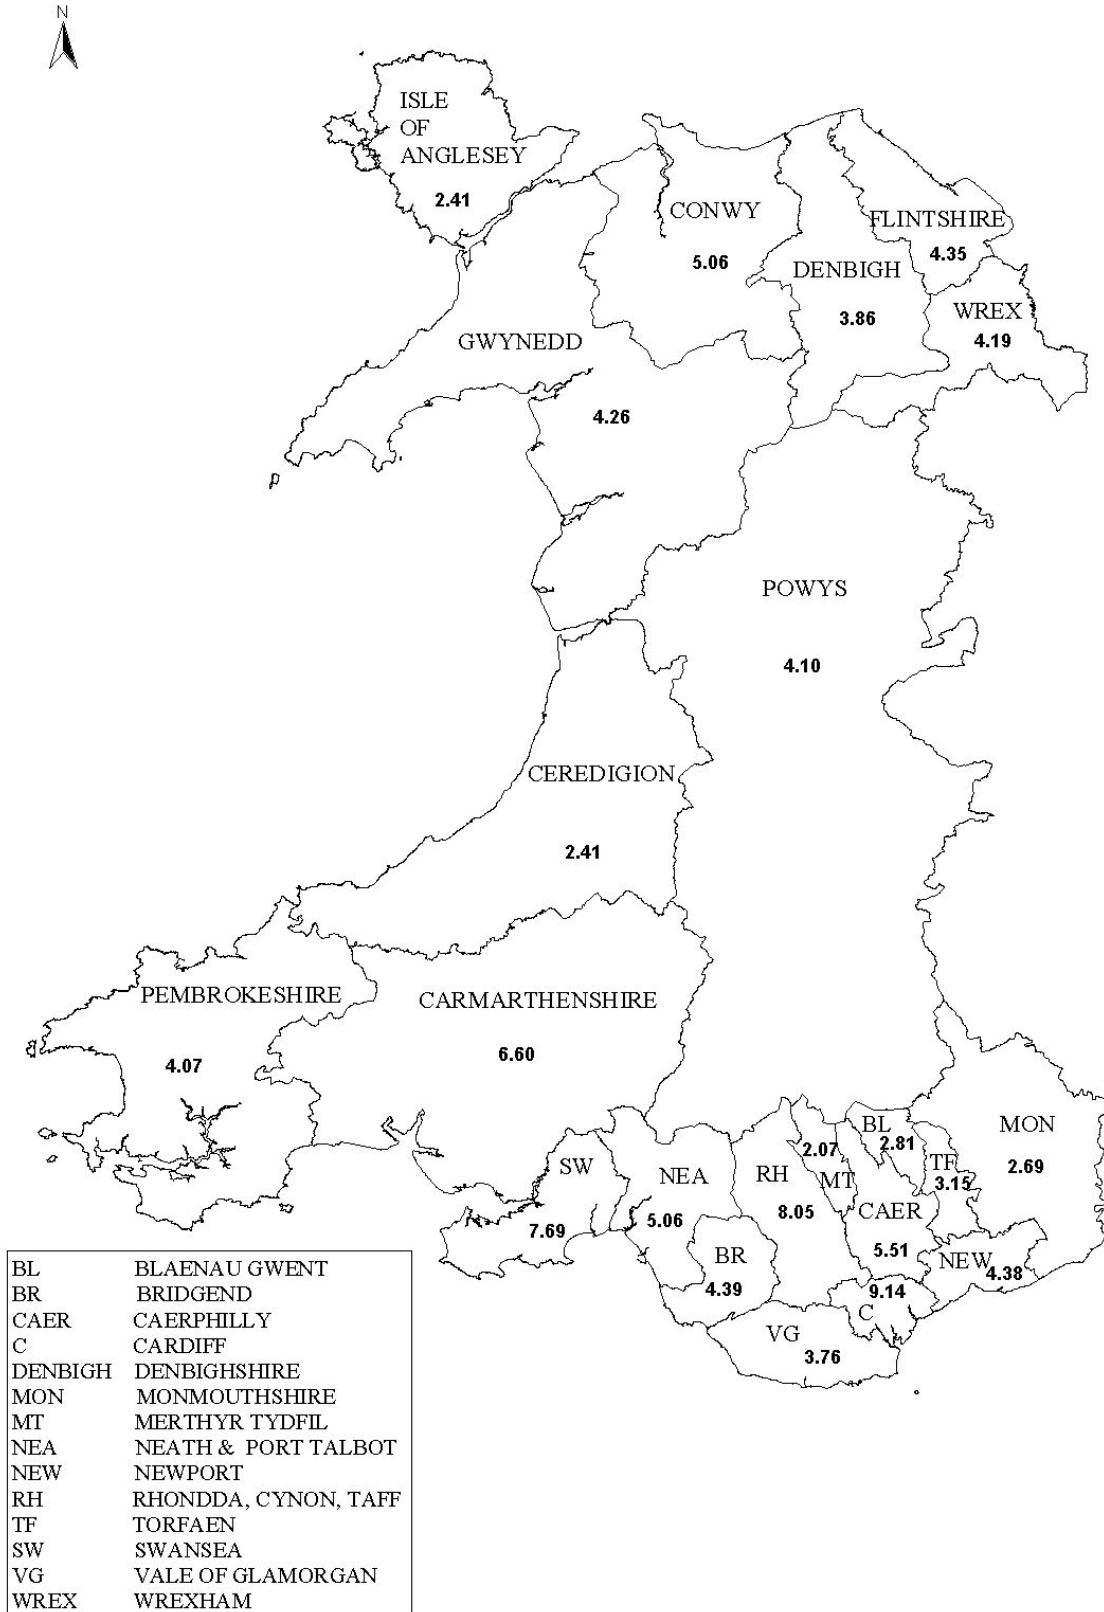 N
ISLE
OF
ANGLESEY
2.41
CONWY
5.06
FLINTSHIRE
4.35
DENBIGH
3.86
WREX
4.19
GWYNEDD
4.26
POWYS
4.10
CEREDIGION
2.41
PEMBROKESHIRE
4.07
CARMARTHENSHIRE
6.60
SW
7.69
NEA
5.06
BR
4.39
RH
8.05
2.07
MT
BL
2.81
TF
3.15
MON
2.69
CAER
5.51
NEW
4.38
9.14
C
VG
3.76
BL BLAENAU GWENT
BR BRIDGEND
CAER CAERPHILLY
C CARDIFF
DENBIGH DENBIGHSHIRE
MON MONMOUTHSHIRE
MT MERTHYR TYDFIL
NEA NEATH & PORT TALBOT
NEW NEWPORT
RH RHONDDA, CYNON, TAFF
TF TORFAEN
SW SWANSEA
VG VALE OF GLAMORGAN
WREX WREXHAM